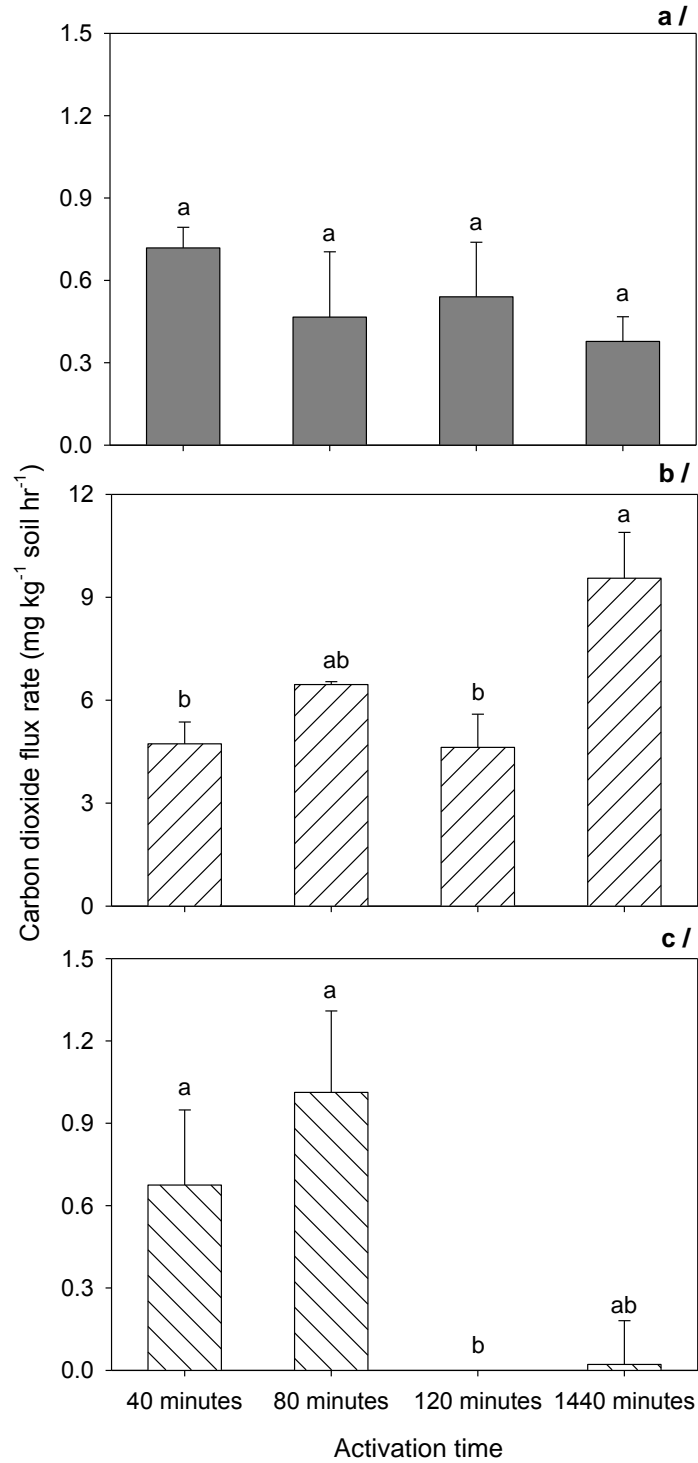 a /
1.5
1.2
0.9
0.6
0.3
0.0
a
a
a
a
b /
12
9
6
3
0
b
ab
b
a
c /
1.5
1.2
0.9
0.6
0.3
0.0
a
a
b
ab
40 minutes 80 minutes 120 minutes 1440 minutes
Activation time
Carbon dioxide flux rate (mg kg⁻¹ soil hr⁻¹)